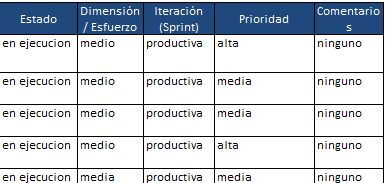 Estado Dimensión / Esfuerzo Iteración (Sprint) Prioridad Comentarios
en ejecucion medio productiva alta ninguno
en ejecucion medio productiva media ninguno
en ejecucion medio productiva media ninguno
en ejecucion medio productiva alta ninguno
en ejecucion media productiva media ninguno